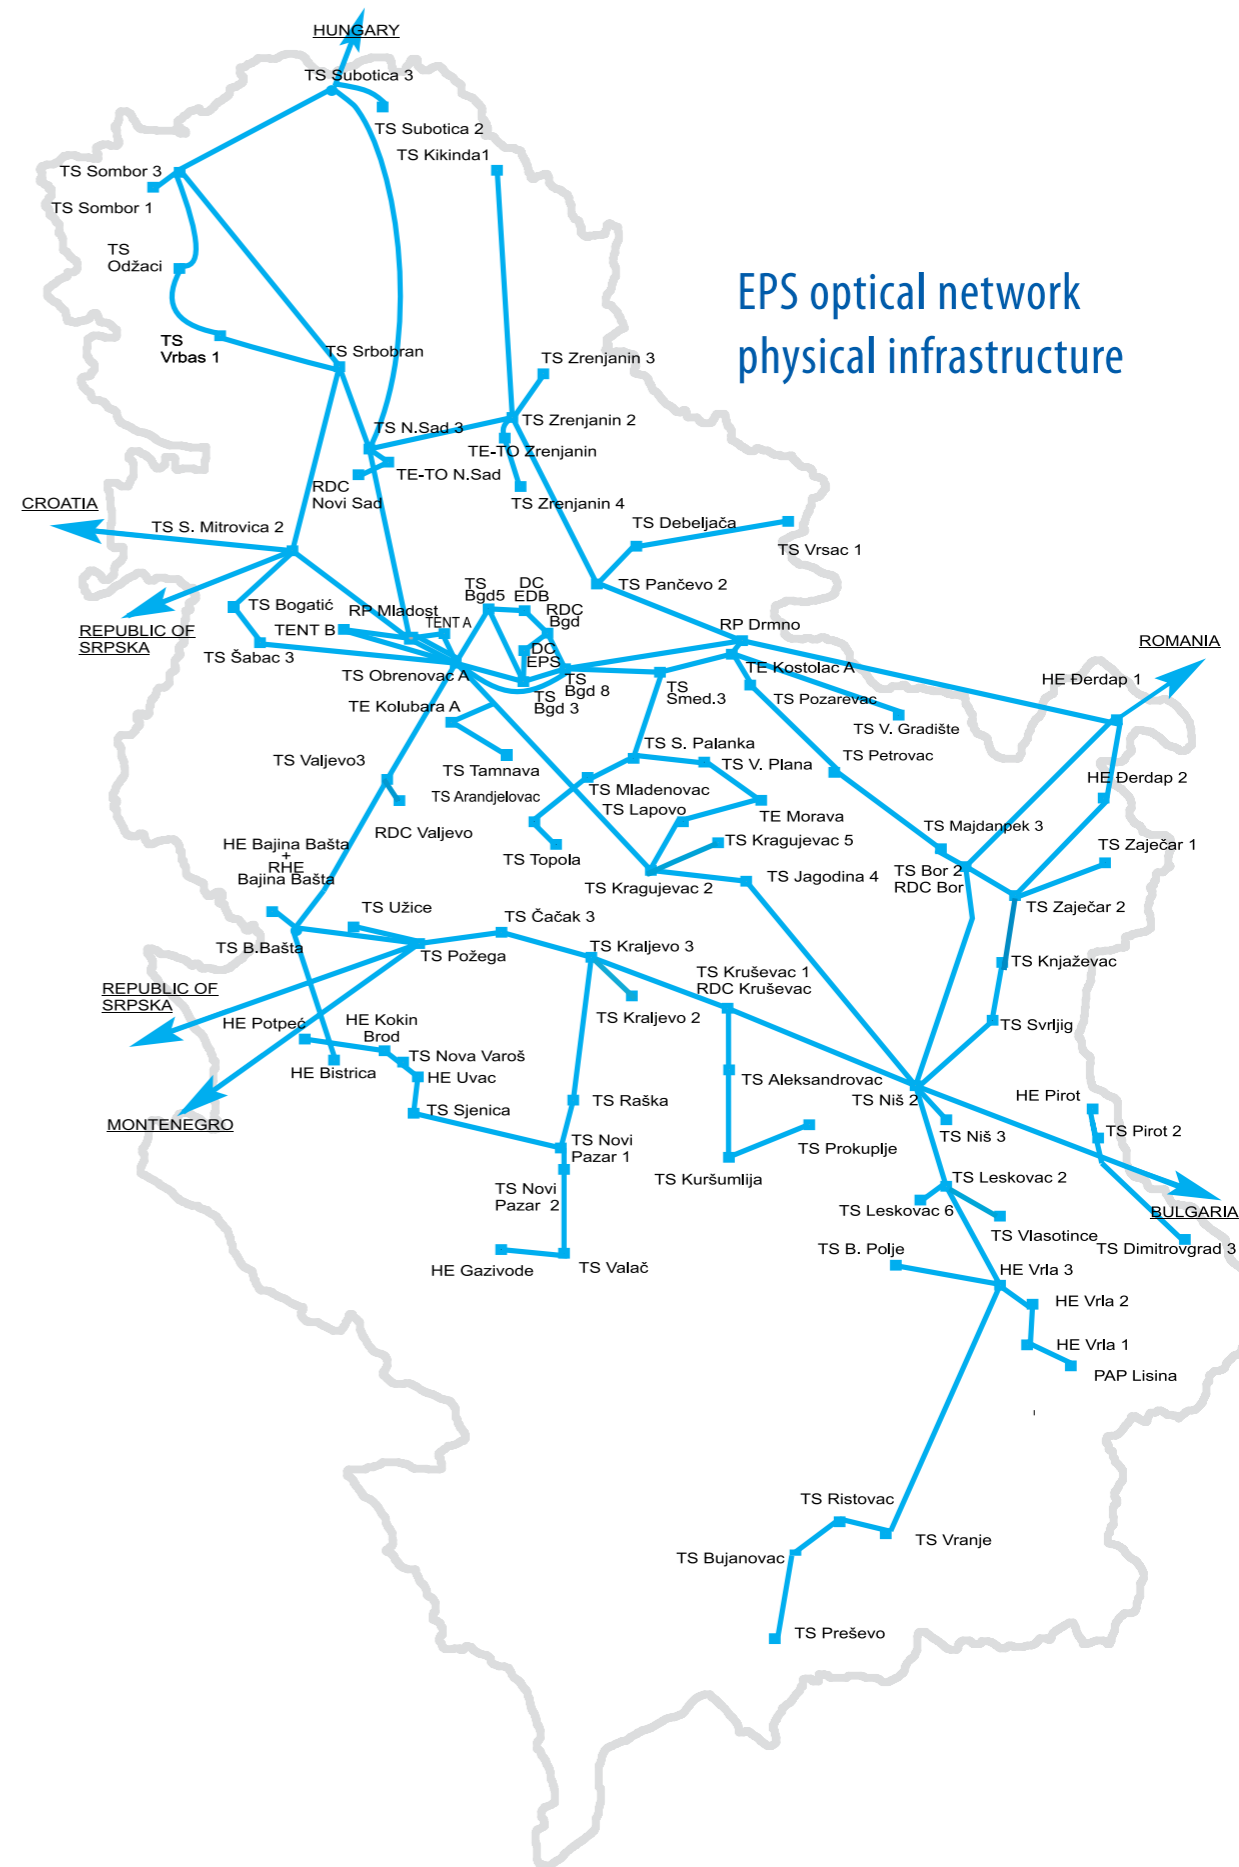 HUNGARY
TS Subotica 3
TS Subotica 2
TS Kikinda1
TS Sombor 3
TS Sombor 1
TS
Odžaci
EPS optical network
physical infrastructure
TS
Vrbas 1
TS Srbobran
TS Zrenjanin 3
TS N.Sad 3
TS Zrenjanin 2
TE-TO Zrenjanin
TE-TO N.Sad
RDC
Novi Sad
TS Zrenjanin 4
CROATIA
TS S. Mitrovica 2
TS Debeljača
TS Vrsac 1
TS Pančevo 2
TS
Bgd5
DC
EDB
RDC
Bgd
TS Bogatić
RP Mladost
TENT A
REPUBLIC OF
SRPSKA
TENT B
RP Drmno
ROMANIA
TS Šabac 3
DC
EPS
TS Obrenovac A
TS
Bgd 8
TE Kostolac A
HE Đerdap 1
TS
Bgd 3
TS
Smed.3
TS Pozarevac
TE Kolubara A
TS V. Gradište
TS S. Palanka
TS Petrovac
TS Valjevo3
TS Tamnava
TS V. Plana
HE Đerdap 2
TS Mladenovac
TS Arandjelovac
TS Lapovo
TE Morava
RDC Valjevo
TS Majdanpek 3
HE Bajina Bašta
+
RHE
Bajina Bašta
TS Kragujevac 5
TS Zaječar 1
TS Topola
TS Bor 2
RDC Bor
TS Kragujevac 2
TS Jagodina 4
TS Užice
TS Čačak 3
TS Zaječar 2
TS B.Bašta
TS Požega
TS Kraljevo 3
TS Knjaževac
TS Kruševac 1
RDC Kruševac
REPUBLIC OF
SRPSKA
HE Potpeć
HE Kokin
Brod
TS Kraljevo 2
TS Svrljig
TS Nova Varoš
HE Bistrica
HE Uvac
TS Aleksandrovac
TS Niš 2
HE Pirot
TS Raška
TS Sjenica
MONTENEGRO
TS Niš 3
TS Pirot 2
TS Novi
Pazar 1
TS Prokuplje
TS Kuršumlija
TS Leskovac 2
TS Novi
Pazar 2
TS Leskovac 6
BULGARIA
TS Vlasotince
TS Dimitrovgrad 3
TS B. Polje
HE Gazivode
TS Valač
HE Vrla 3
HE Vrla 2
HE Vrla 1
PAP Lisina
TS Ristovac
TS Vranje
TS Bujanovac
TS Preševo